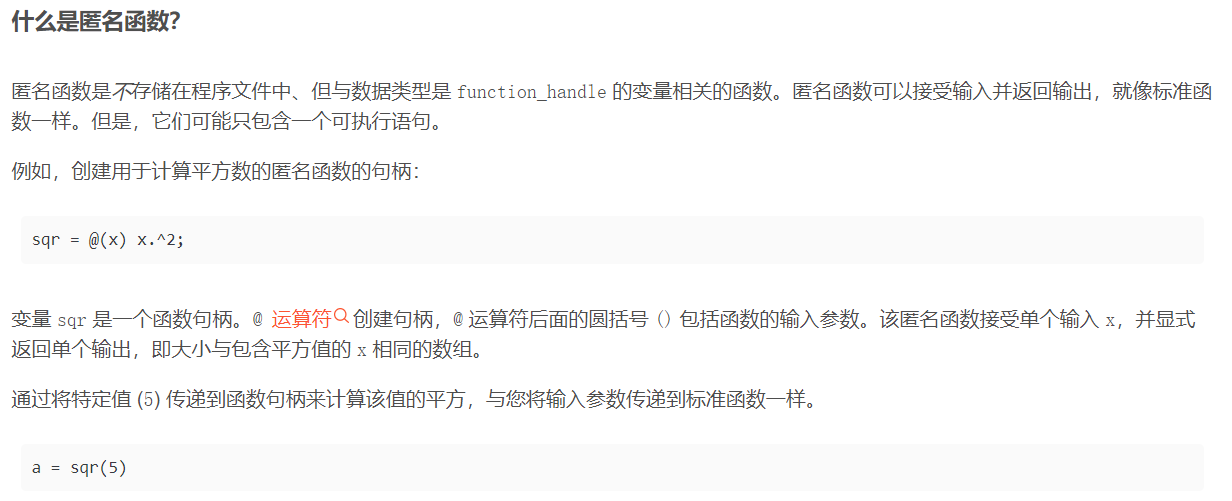 什么是匿名函数？
匿名函数是不存储在程序文件中、但与数据类型是 function_handle 的变量相关的函数。匿名函数可以接受输入并返回输出，就像标准函
数一样。但是，它们可能只包含一个可执行语句。
例如，创建用于计算平方数的匿名函数的句柄：
sqr = @(x) x.^2;
变量 sqr 是一个函数句柄。@ 运算符 创建句柄，@ 运算符后面的圆括号 () 包括函数的输入参数。该匿名函数接受单个输入 x，并显式
返回单个输出，即大小与包含平方值的 x 相同的数组。
通过将特定值 (5) 传递到函数句柄来计算该值的平方，与您将输入参数传递到标准函数一样。
a = sqr(5)